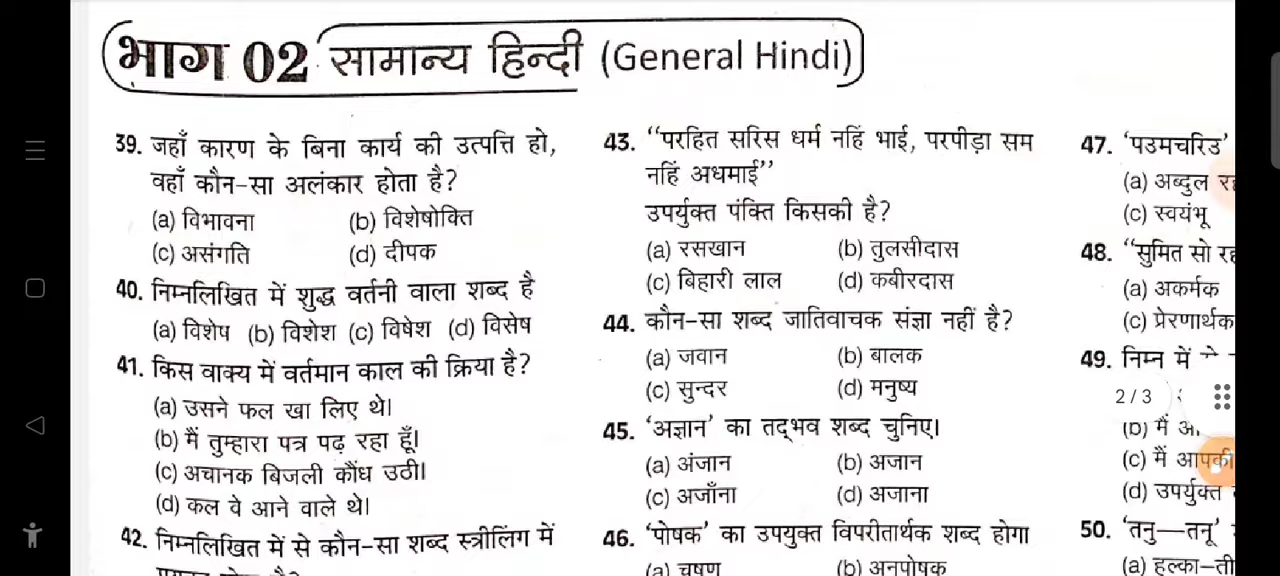 भाग 02 सामान्य हिन्दी (General Hindi)
39. जहाँ कारण के बिना कार्य की उत्पत्ति हो,
वहाँ कौन-सा अलंकार होता है?
(a) विभावना (b) विशेषोक्ति
(c) असंगति (d) दीपक
40. निम्नलिखित में शुद्ध वर्तनी वाला शब्द है
(a) विशेष (b) विशेश (c) विषेश (d) विसेष
41. किस वाक्य में वर्तमान काल की क्रिया है?
(a) उसने फल खा लिए थे।
(b) मैं तुम्हारा पत्र पढ़ रहा हूँ।
(c) अचानक बिजली कौंध उठी।
(d) कल वे आने वाले थे।
42. निम्नलिखित में से कौन-सा शब्द स्त्रीलिंग में
43. “परहित सरिस धर्म नहिं भाई, परपीड़ा सम
नहिं अधमाई”
उपर्युक्त पंक्ति किसकी है?
(a) रसखान (b) तुलसीदास
(c) बिहारी लाल (d) कबीरदास
44. कौन-सा शब्द जातिवाचक संज्ञा नहीं है?
(a) जवान (b) बालक
(c) सुन्दर (d) मनुष्य
45. ‘अज्ञान’ का तद्भव शब्द चुनिए।
(a) अंजान (b) अजान
(c) अजाँना (d) अजाना
46. ‘पोषक’ का उपयुक्त विपरीतार्थक शब्द होगा
(a) चूषण (b) अनपोषक
47. ‘पउमचरिउ’
(a) अब्दुल
(c) स्वयंभू
48. “सुमित सो
(a) अकर्मक
(c) प्रेरणार्थक
49. निम्न में
2/3
(b) मैं
(c) मैं आपकी
(d) उपर्युक्त
50. ‘तनु—तनू’
(a) हल्का